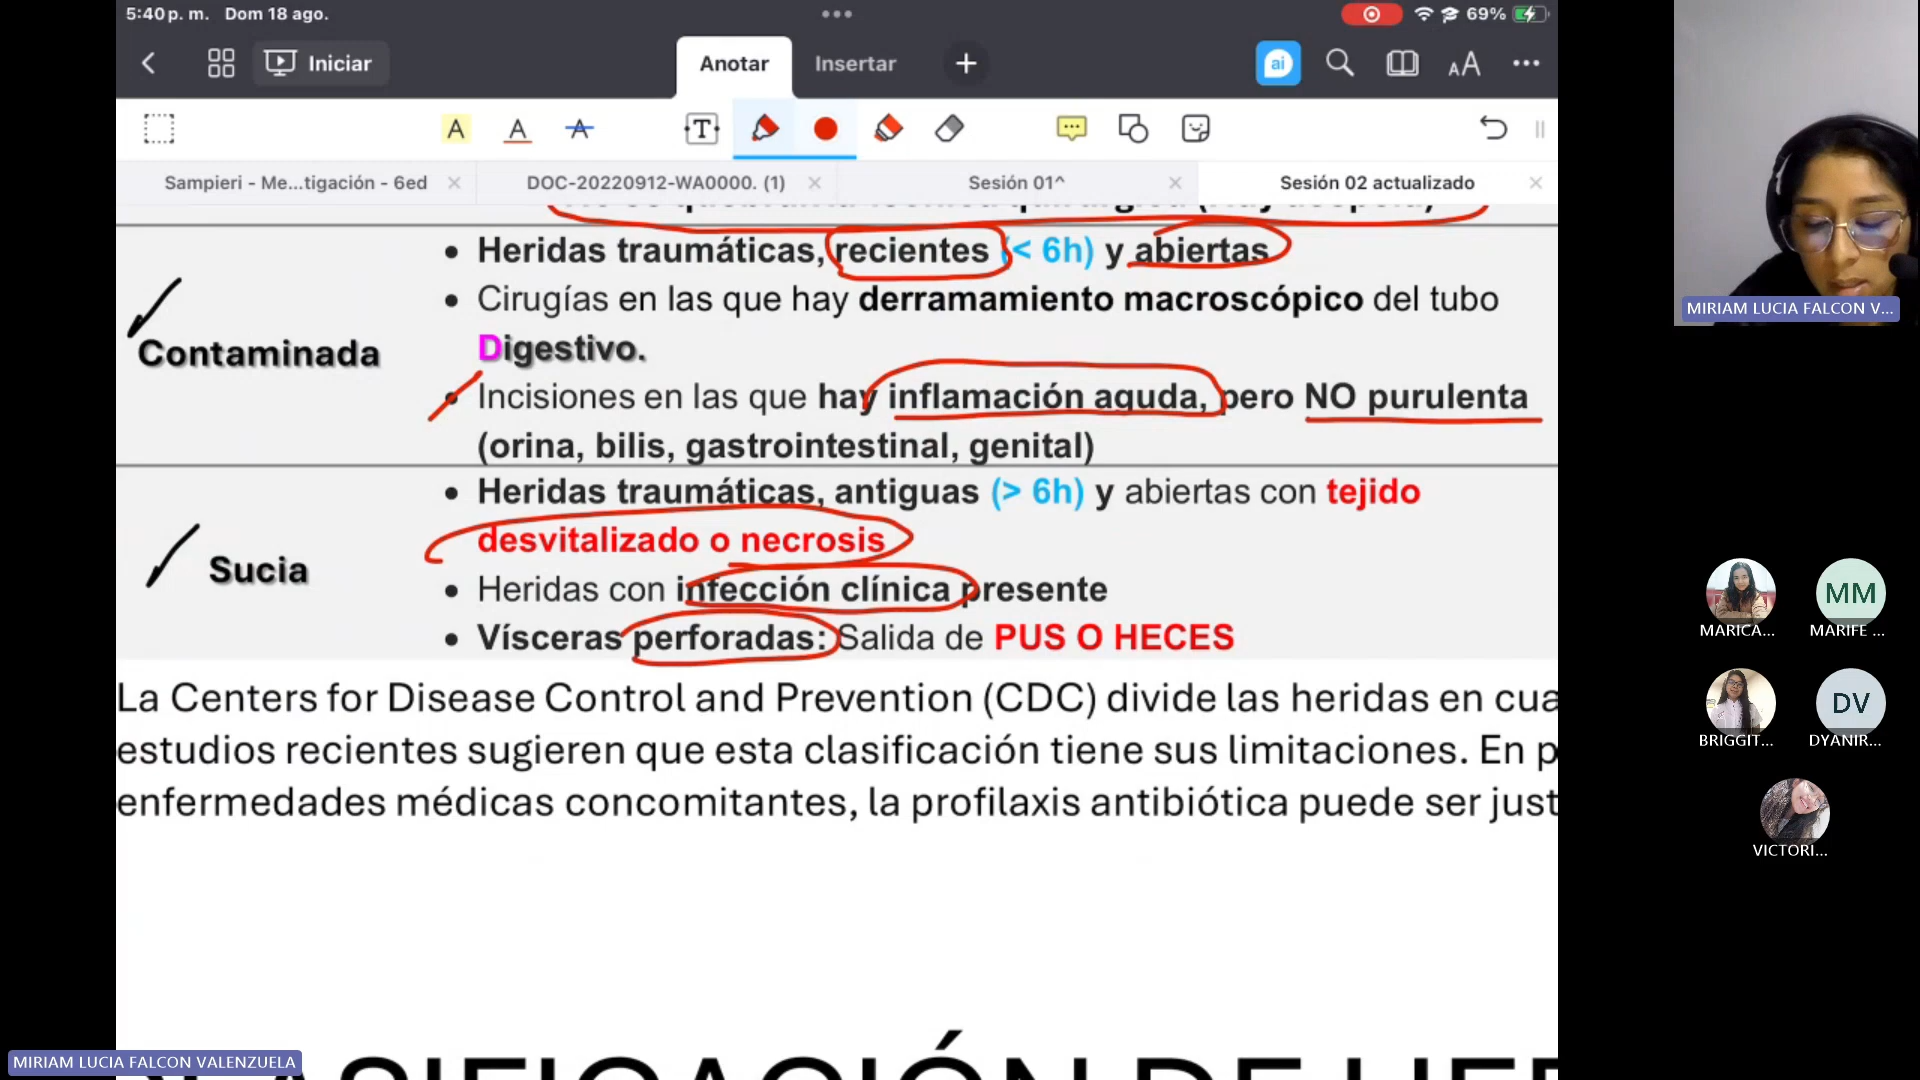 5:40 p. m. Dom 18 ago.
69%
Iniciar
Anotar
Insertar
ai
AA
A A A
T
Sampieri - Me...tigación - 6ed
DOC-20220912-WA0000. (1)
Sesión 01^
Sesión 02 actualizado
Contaminada
• Heridas traumáticas, recientes (< 6h) y abiertas
• Cirugías en las que hay derramamiento macroscópico del tubo
Digestivo.
• Incisiones en las que hay inflamación aguda, pero NO purulenta
(orina, bilis, gastrointestinal, genital)
Sucia
• Heridas traumáticas, antiguas (> 6h) y abiertas con tejido
desvitalizado o necrosis
• Heridas con infección clínica presente
• Vísceras perforadas: Salida de PUS O HECES
La Centers for Disease Control and Prevention (CDC) divide las heridas en cua
estudios recientes sugieren que esta clasificación tiene sus limitaciones. En p
enfermedades médicas concomitantes, la profilaxis antibiótica puede ser just
MIRIAM LUCIA FALCON VALENZUELA
MIRIAM LUCIA FALCON V...
MARICA...
MM
MARIFE ...
BRIGGIT...
DV
DYANIR...
VICTORI...